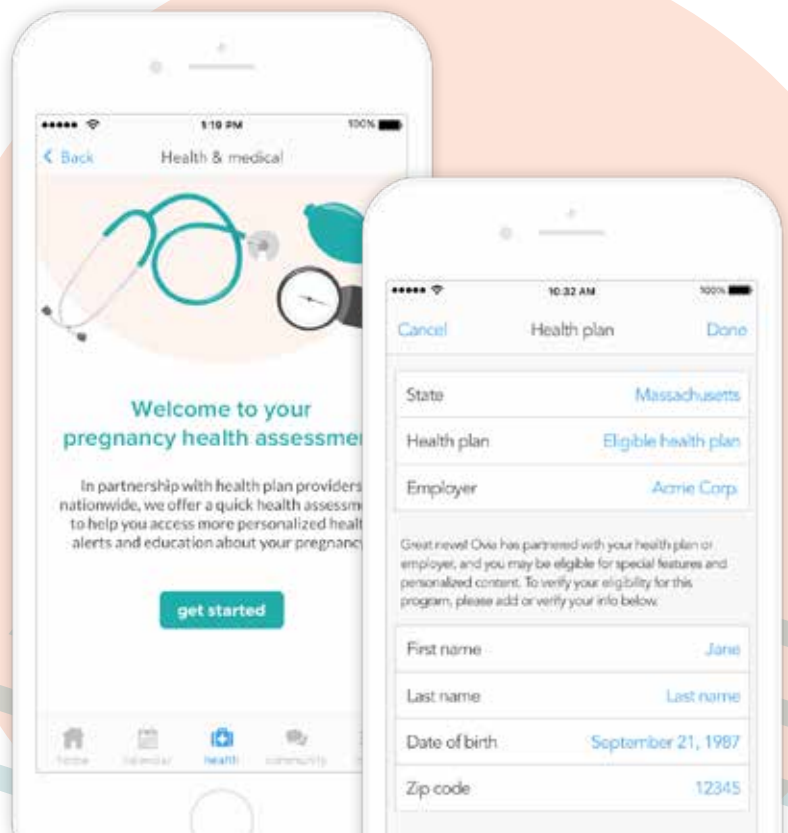 1:19 PM
100%
Back
Health & medical
Welcome to your
pregnancy health assessme
In partnership with health plan providers
nationwide, we offer a quick health assessm
to help you access more personalized healt
alerts and education about your pregnancy
get started
home calendar health community
10:32 AM
100%
Cancel
Health plan
Done
State Massachusetts
Health plan Eligible health plan
Employer Acme Corp.
Great news! Ovia has partnered with your health plan or
employer, and you may be eligible for special features and
personalized content. To verify your eligibility for this
program, please add or verify your info below.
First name Jane
Last name Last name
Date of birth September 21, 1987
Zip code 12345